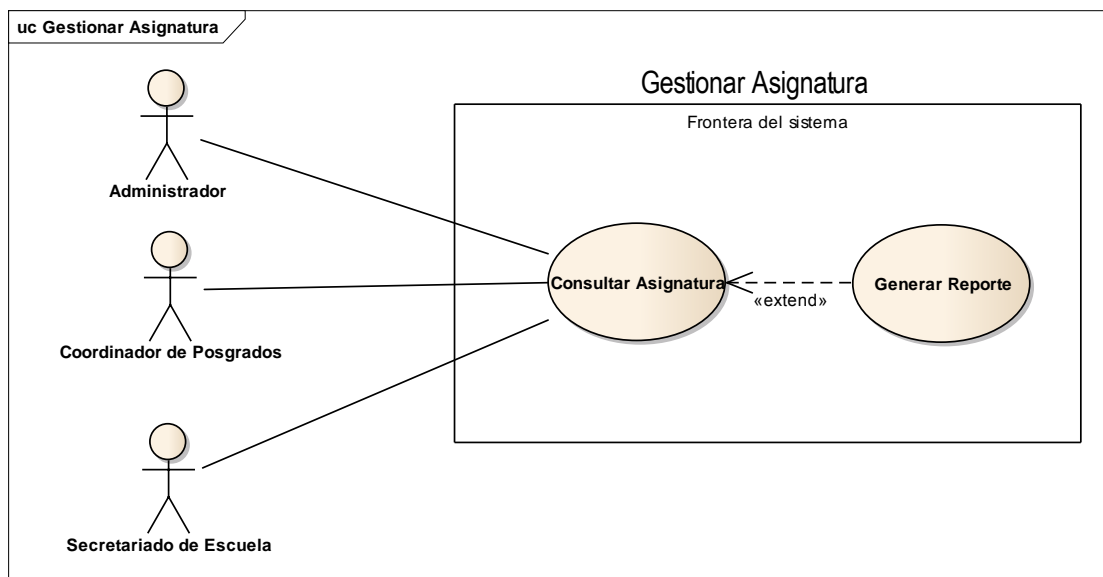 uc Gestionar Asignatura
Gestionar Asignatura
Frontera del sistema
Administrador
Consultar Asignatura
Generar Reporte
«extend»
Coordinador de Posgrados
Secretariado de Escuela